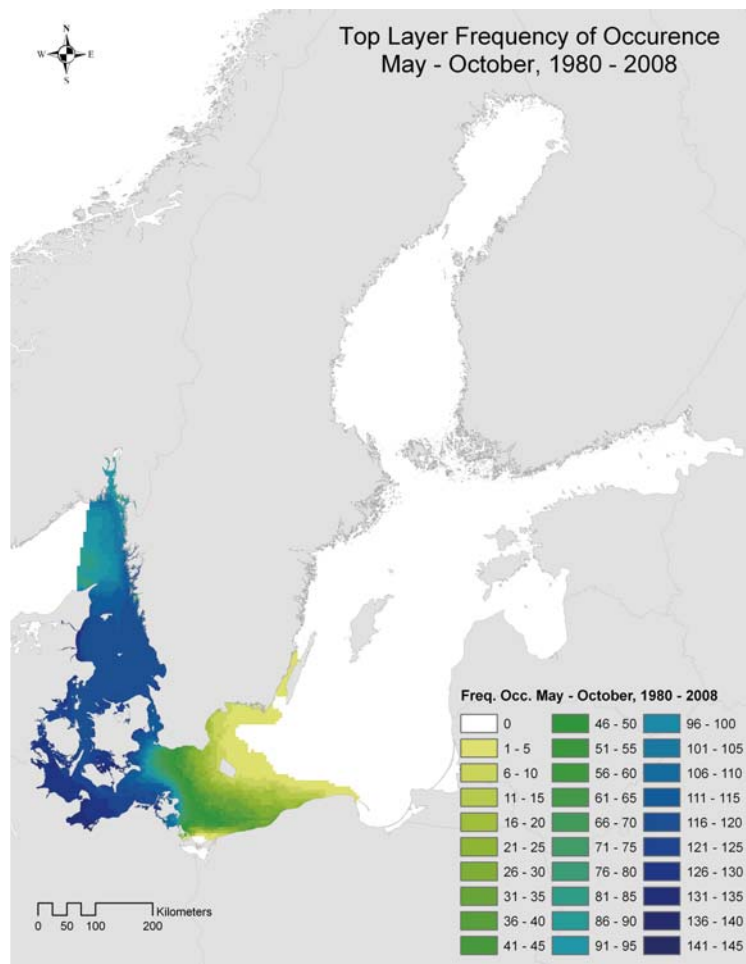 N
W E
S
Top Layer Frequency of Occurence
May - October, 1980 - 2008
Freq. Occ. May - October, 1980 - 2008
0 46 - 50 96 - 100
1 - 5 51 - 55 101 - 105
6 - 10 56 - 60 106 - 110
11 - 15 61 - 65 111 - 115
16 - 20 66 - 70 116 - 120
21 - 25 71 - 75 121 - 125
26 - 30 76 - 80 126 - 130
31 - 35 81 - 85 131 - 135
36 - 40 86 - 90 136 - 140
41 - 45 91 - 95 141 - 145
Kilometers
0 50 100 200